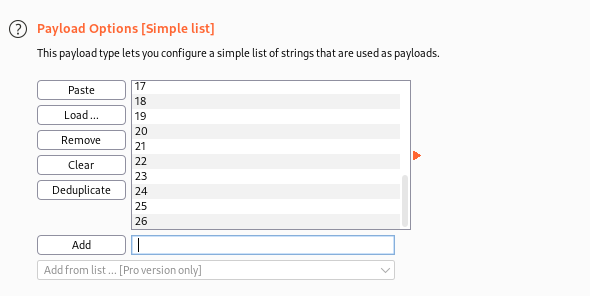 ?
Payload Options [Simple list]
This payload type lets you configure a simple list of strings that are used as payloads.
Paste
Load ...
Remove
Clear
Deduplicate
17
18
19
20
21
22
23
24
25
26
Add
Add from list ... [Pro version only]